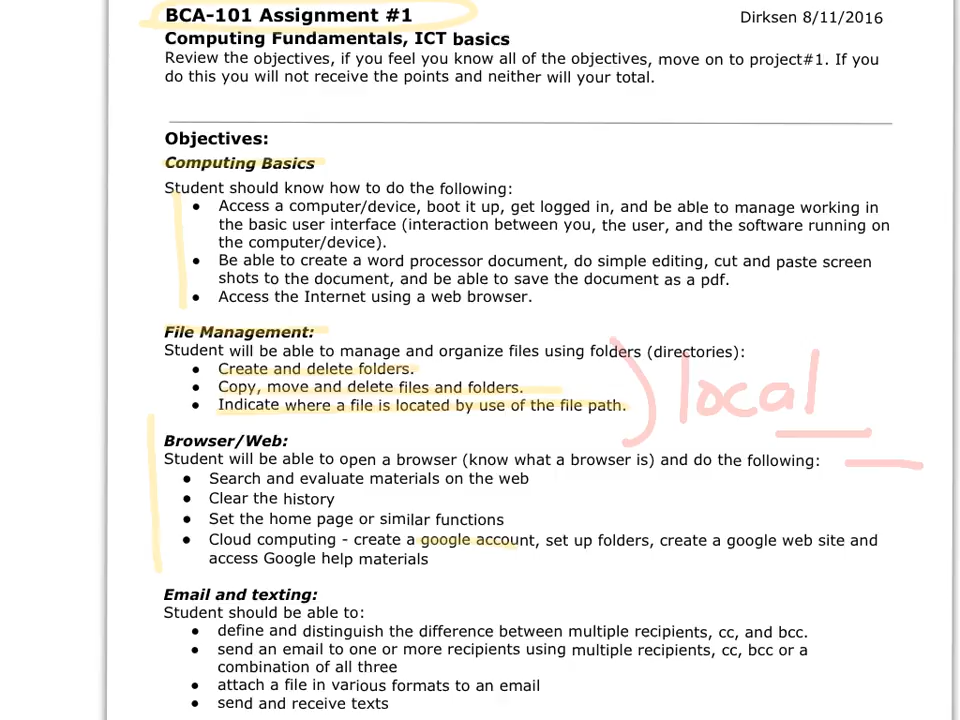 BCA-101 Assignment #1
Dirksen 8/11/2016
Computing Fundamentals, ICT basics
Review the objectives, if you feel you know all of the objectives, move on to project#1. If you
do this you will not receive the points and neither will your total.
Objectives:
Computing Basics
Student should know how to do the following:
● Access a computer/device, boot it up, get logged in, and be able to manage working in
the basic user interface (interaction between you, the user, and the software running on
the computer/device).
● Be able to create a word processor document, do simple editing, cut and paste screen
shots to the document, and be able to save the document as a pdf.
● Access the Internet using a web browser.
File Management:
Student will be able to manage and organize files using folders (directories):
● Create and delete folders.
● Copy, move and delete files and folders.
● Indicate where a file is located by use of the file path.
local
Browser/Web:
Student will be able to open a browser (know what a browser is) and do the following:
● Search and evaluate materials on the web
● Clear the history
● Set the home page or similar functions
● Cloud computing - create a google account, set up folders, create a google web site and
access Google help materials
Email and texting:
Student should be able to:
● define and distinguish the difference between multiple recipients, cc, and bcc.
● send an email to one or more recipients using multiple recipients, cc, bcc or a
combination of all three
● attach a file in various formats to an email
● send and receive texts